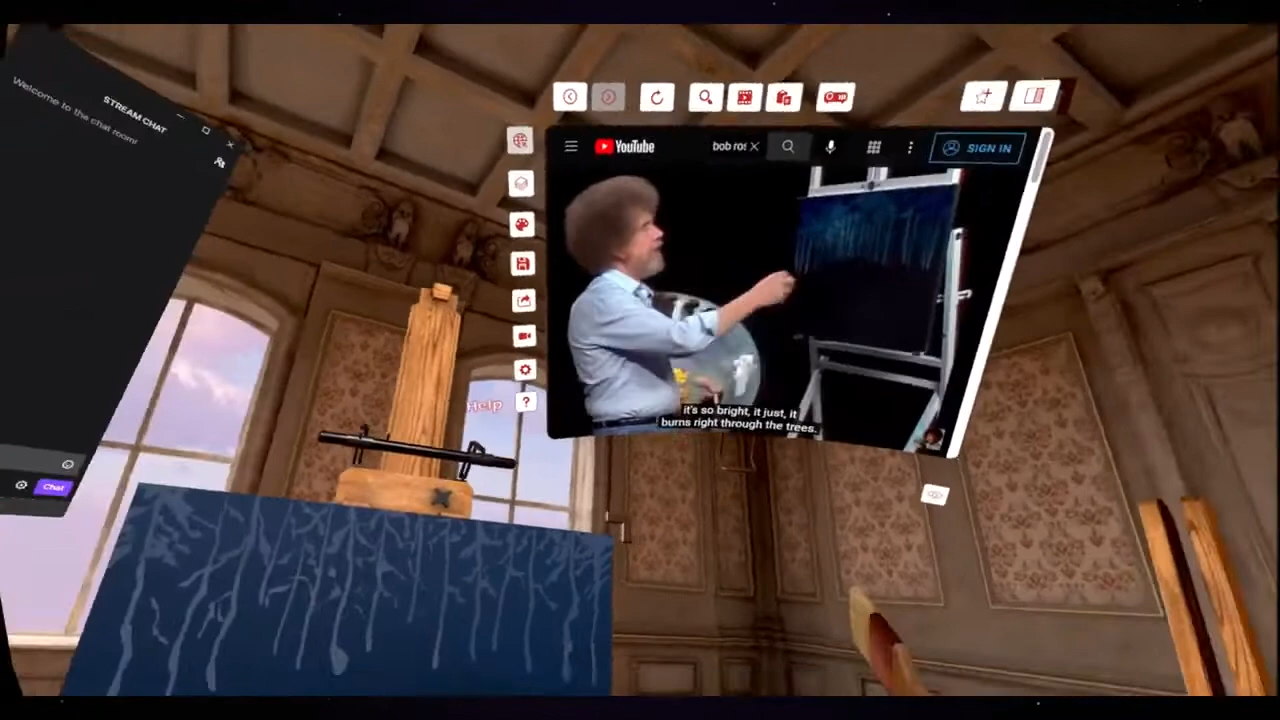 STREAM CHAT
Welcome to the chat room!
Chat
YouTube
bob ros
SIGN IN
it's so bright, it just, it
burns right through the trees.
Help
?